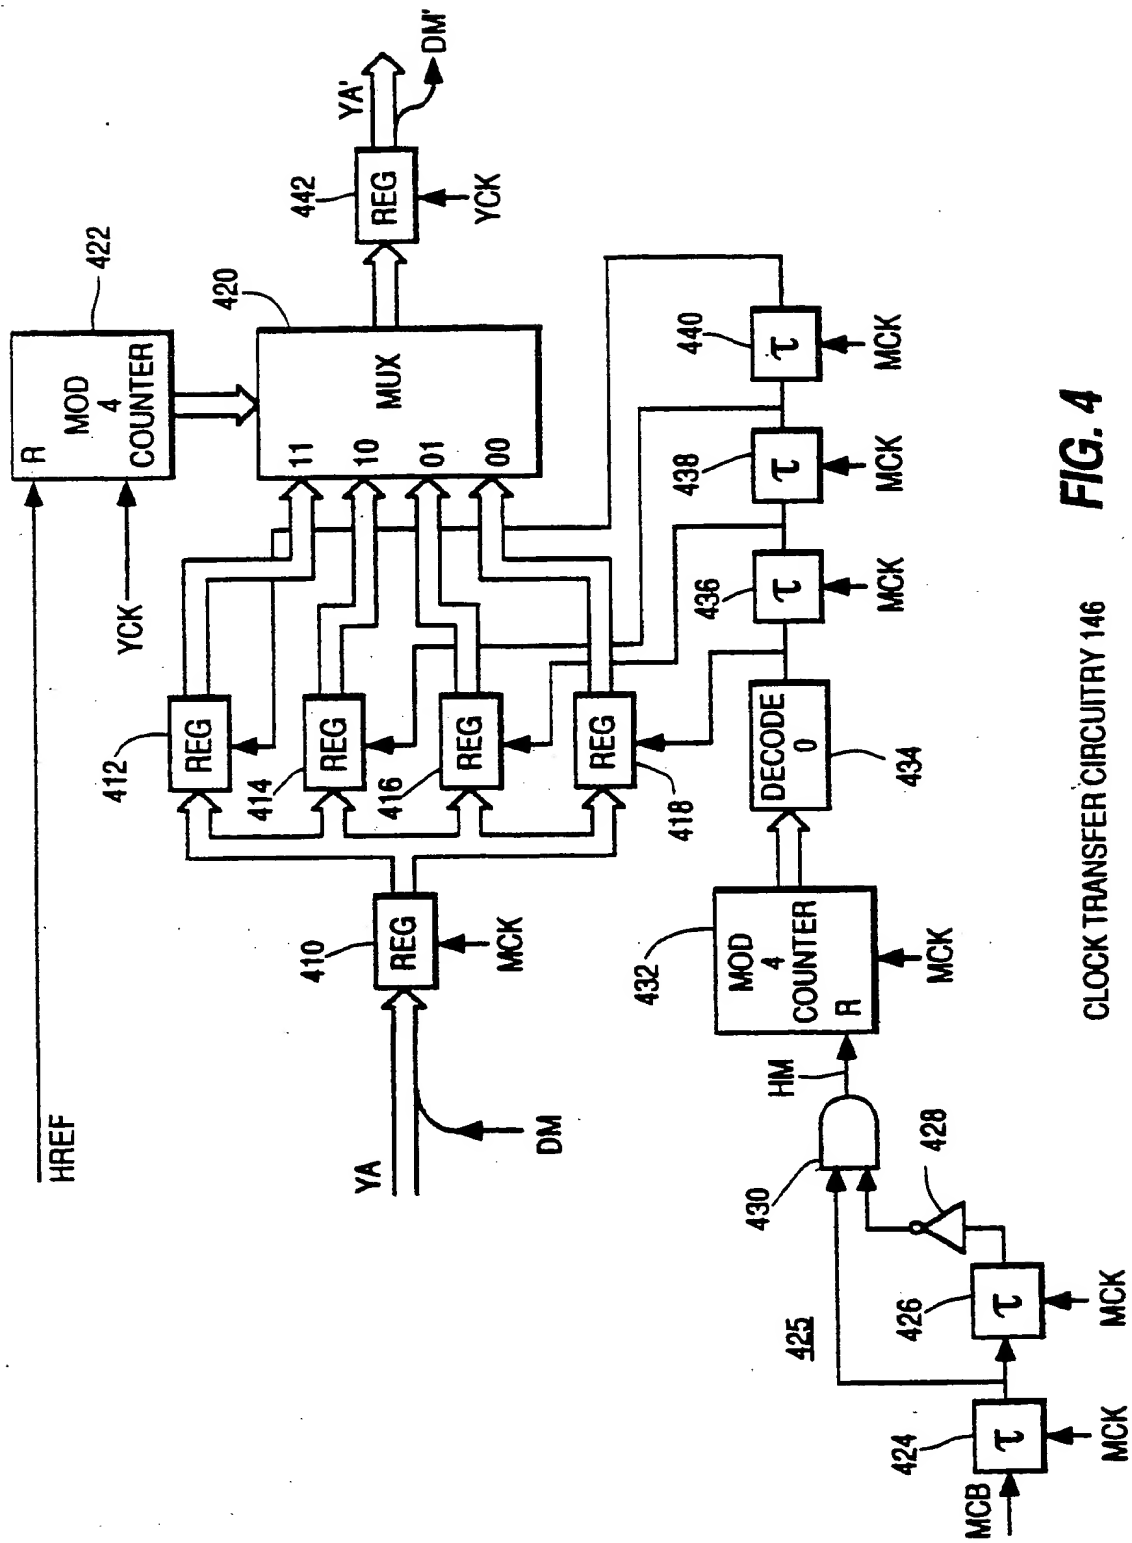 HREF
YCK
R
MOD
4
COUNTER
422
YA
DM
410
REG
MCK
412
REG
414
REG
416
REG
418
REG
11
10
01
00
MUX
420
442
REG
YCK
YA'
DM'
MCB
424
τ
MCK
425
426
τ
MCK
428
430
HM
432
MOD
4
COUNTER
R
MCK
DECODE
0
434
436
τ
MCK
438
τ
MCK
440
τ
MCK
CLOCK TRANSFER CIRCUITRY 146
FIG. 4